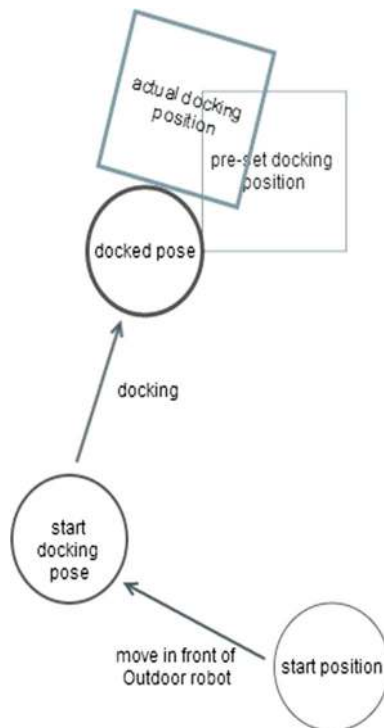 actual docking
position
pre-set docking
position
docked pose
docking
start
docking
pose
move in front of
Outdoor robot
start position